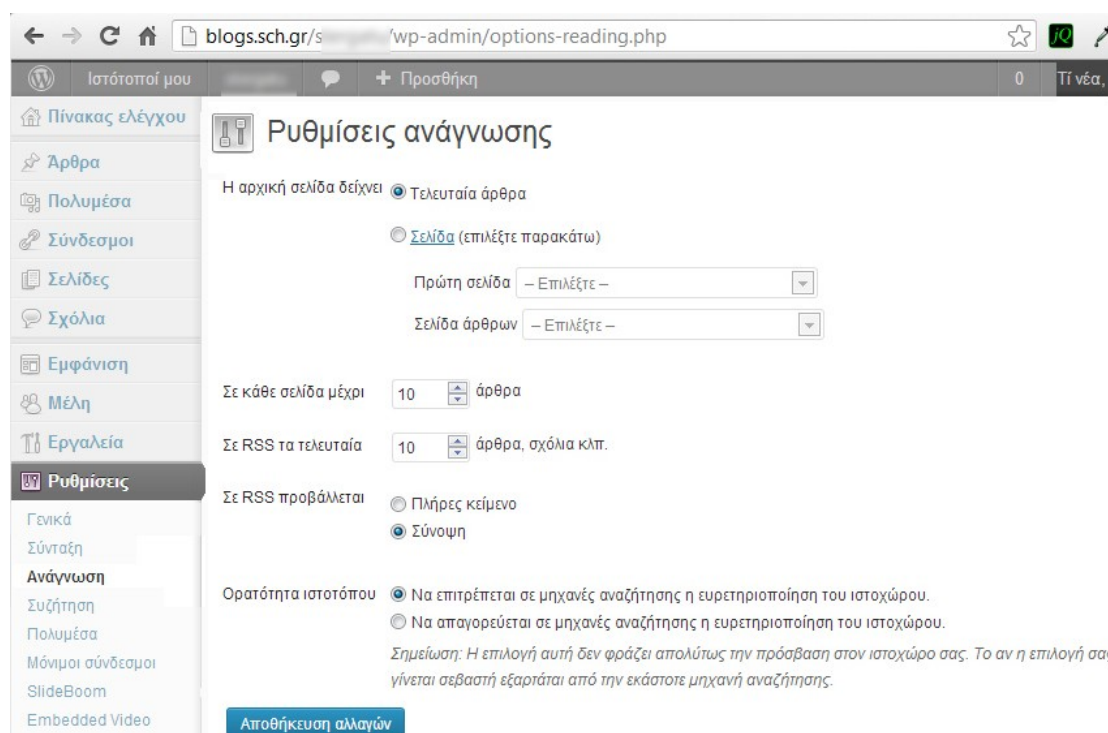 blogs.sch.gr/s /wp-admin/options-reading.php
jQ
Ιστότοποί μου
+ Προσθήκη
0
Τί νέα,
Πίνακας ελέγχου
Άρθρα
Πολυμέσα
Σύνδεσμοι
Σελίδες
Σχόλια
Εμφάνιση
Μέλη
Εργαλεία
Ρυθμίσεις
Γενικά
Σύνταξη
Ανάγνωση
Συζήτηση
Πολυμέσα
Μόνιμοι σύνδεσμοι
SlideBoom
Embedded Video
Ρυθμίσεις ανάγνωσης
Η αρχική σελίδα δείχνει Τελευταία άρθρα
Σελίδα (επιλέξτε παρακάτω)
Πρώτη σελίδα – Επιλέξτε –
Σελίδα άρθρων – Επιλέξτε –
Σε κάθε σελίδα μέχρι 10 άρθρα
Σε RSS τα τελευταία 10 άρθρα, σχόλια κλπ.
Σε RSS προβάλλεται Πλήρες κείμενο
Σύνοψη
Ορατότητα ιστοτόπου Να επιτρέπεται σε μηχανές αναζήτησης η ευρετηριοποίηση του ιστοχώρου.
Να απαγορεύεται σε μηχανές αναζήτησης η ευρετηριοποίηση του ιστοχώρου.
Σημείωση: Η επιλογή αυτή δεν φράζει απολύτως την πρόσβαση στον ιστοχώρο σας. Το αν η επιλογή σας
γίνεται σεβαστή εξαρτάται από την εκάστοτε μηχανή αναζήτησης.
Αποθήκευση αλλαγών